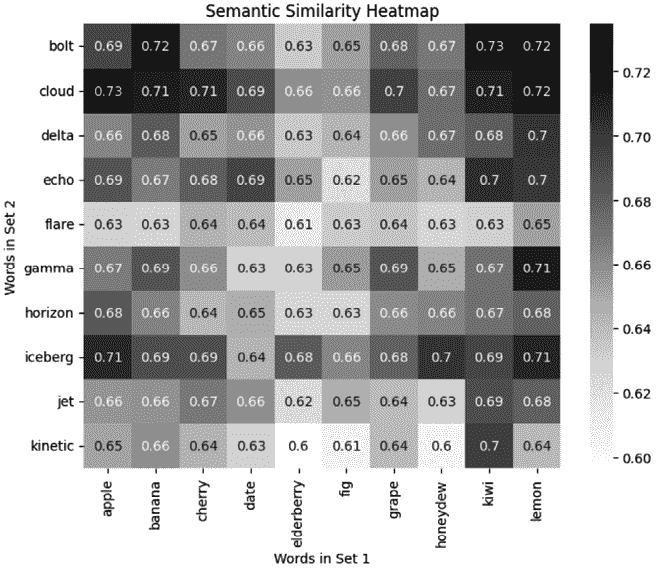 Semantic Similarity Heatmap
Words in Set 2
bolt 0.69 0.72 0.67 0.66 0.63 0.65 0.68 0.67 0.73 0.72
cloud 0.73 0.71 0.71 0.69 0.66 0.66 0.7 0.67 0.71 0.72
delta 0.66 0.68 0.65 0.66 0.63 0.64 0.66 0.67 0.68 0.7
echo 0.69 0.67 0.68 0.69 0.65 0.62 0.65 0.64 0.7 0.7
flare 0.63 0.63 0.64 0.64 0.61 0.63 0.64 0.63 0.63 0.65
gamma 0.67 0.69 0.66 0.63 0.63 0.65 0.69 0.65 0.67 0.71
horizon 0.68 0.66 0.64 0.65 0.63 0.63 0.66 0.66 0.67 0.68
iceberg 0.71 0.69 0.69 0.64 0.68 0.66 0.68 0.7 0.69 0.71
jet 0.66 0.66 0.67 0.66 0.62 0.65 0.64 0.63 0.69 0.68
kinetic 0.65 0.66 0.64 0.63 0.6 0.61 0.64 0.6 0.7 0.64
apple banana cherry date elderberry fig grape honeydew kiwi lemon
Words in Set 1
0.72
0.70
0.68
0.66
0.64
0.62
0.60